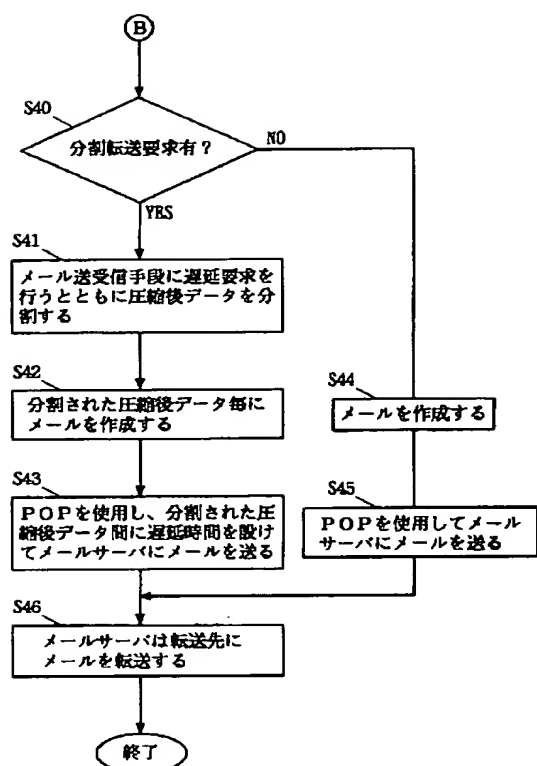 B
S40
分割転送要求有？
NO
YES
S41
メール送受信手段に遅延要求を
行うとともに圧縮後データを分
割する
S42
分割された圧縮後データ毎に
メールを作成する
S43
ＰＯＰを使用し、分割された圧
縮後データ間に遅延時間を設け
てメールサーバにメールを送る
S44
メールを作成する
S45
ＰＯＰを使用してメール
サーバにメールを送る
S46
メールサーバは転送先に
メールを転送する
終了